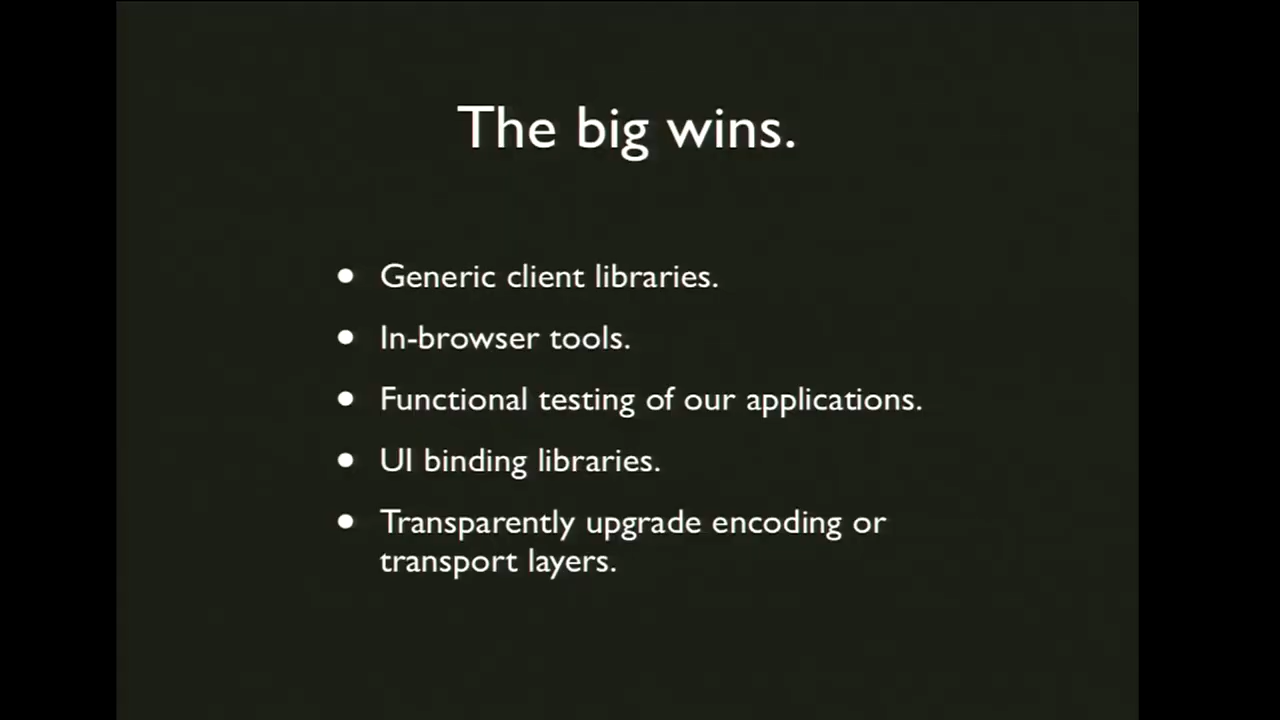 The big wins.
• Generic client libraries.
• In-browser tools.
• Functional testing of our applications.
• UI binding libraries.
• Transparently upgrade encoding or
transport layers.